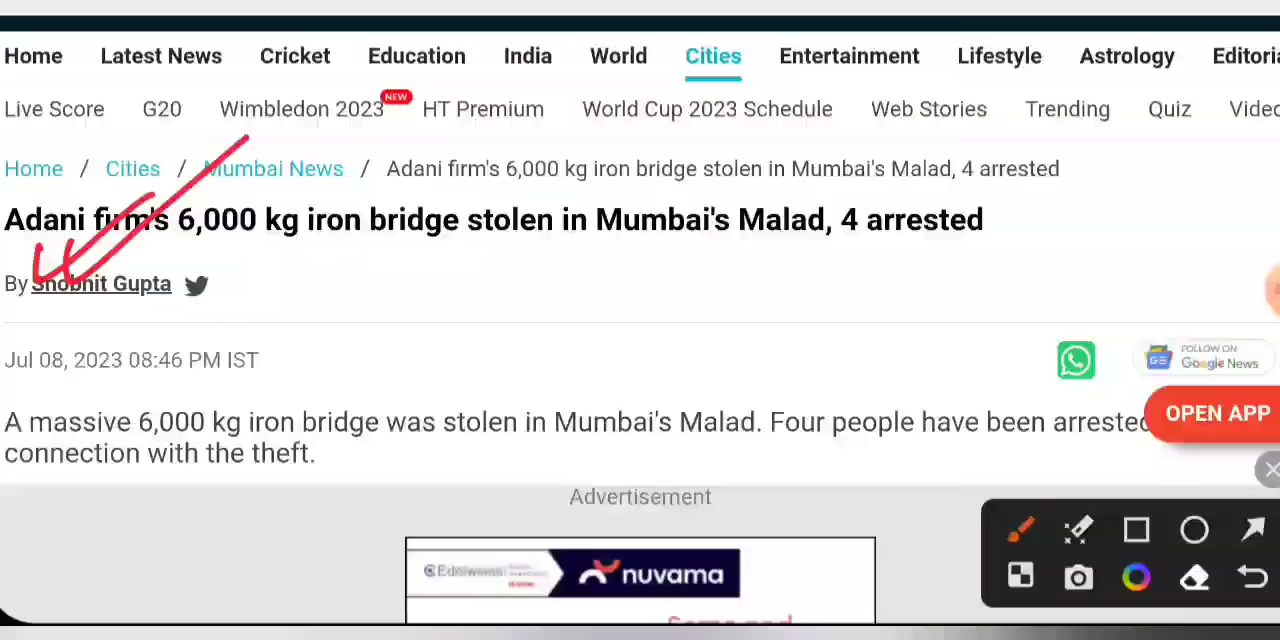 Home Latest News Cricket Education India World Cities Entertainment Lifestyle Astrology Editoria
Live Score G20 Wimbledon 2023 NEW HT Premium World Cup 2023 Schedule Web Stories Trending Quiz Video
Home / Cities / Mumbai News / Adani firm's 6,000 kg iron bridge stolen in Mumbai's Malad, 4 arrested
Adani firm's 6,000 kg iron bridge stolen in Mumbai's Malad, 4 arrested
By Shobhit Gupta
Jul 08, 2023 08:46 PM IST
FOLLOW ON
Google News
OPEN APP
A massive 6,000 kg iron bridge was stolen in Mumbai's Malad. Four people have been arrested
connection with the theft.
Advertisement
Edelweiss nuvama